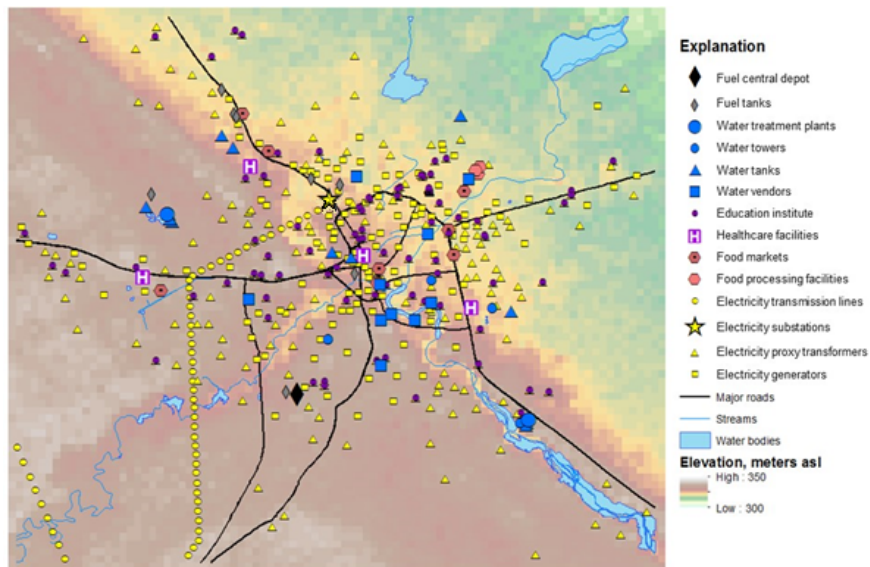 Explanation
Fuel central depot
Fuel tanks
Water treatment plants
Water towers
Water tanks
Water vendors
Education institute
H Healthcare facilities
Food markets
Food processing facilities
Electricity transmission lines
Electricity substations
Electricity proxy transformers
Electricity generators
Major roads
Streams
Water bodies
Elevation, meters asl
High : 350
Low : 300
H
H
H
H